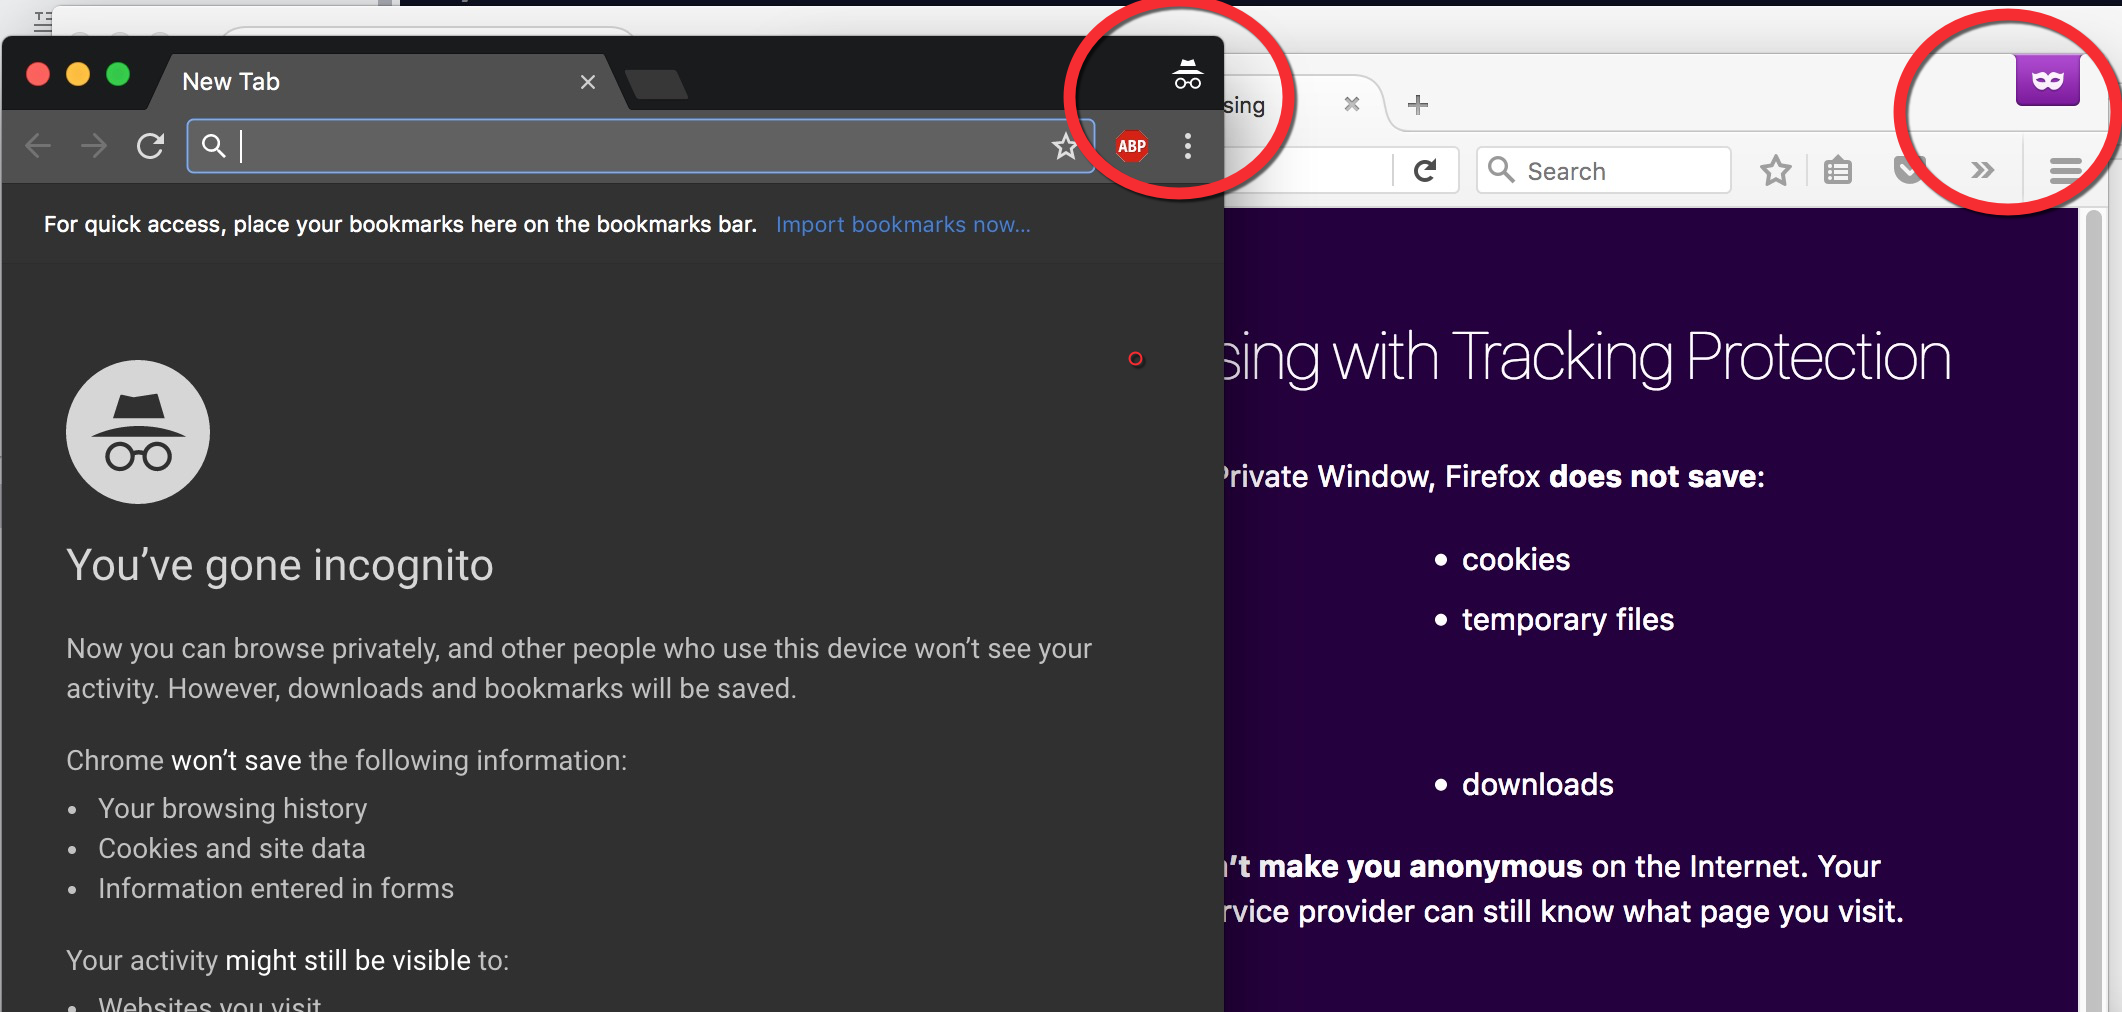 New Tab
ABP
For quick access, place your bookmarks here on the bookmarks bar. Import bookmarks now...
You’ve gone incognito
Now you can browse privately, and other people who use this device won’t see your
activity. However, downloads and bookmarks will be saved.
Chrome won’t save the following information:
• Your browsing history
• Cookies and site data
• Information entered in forms
Your activity might still be visible to:
• Websites you visit
sing
Search
sing with Tracking Protection
Private Window, Firefox does not save:
• cookies
• temporary files
• downloads
’t make you anonymous on the Internet. Your
rvice provider can still know what page you visit.